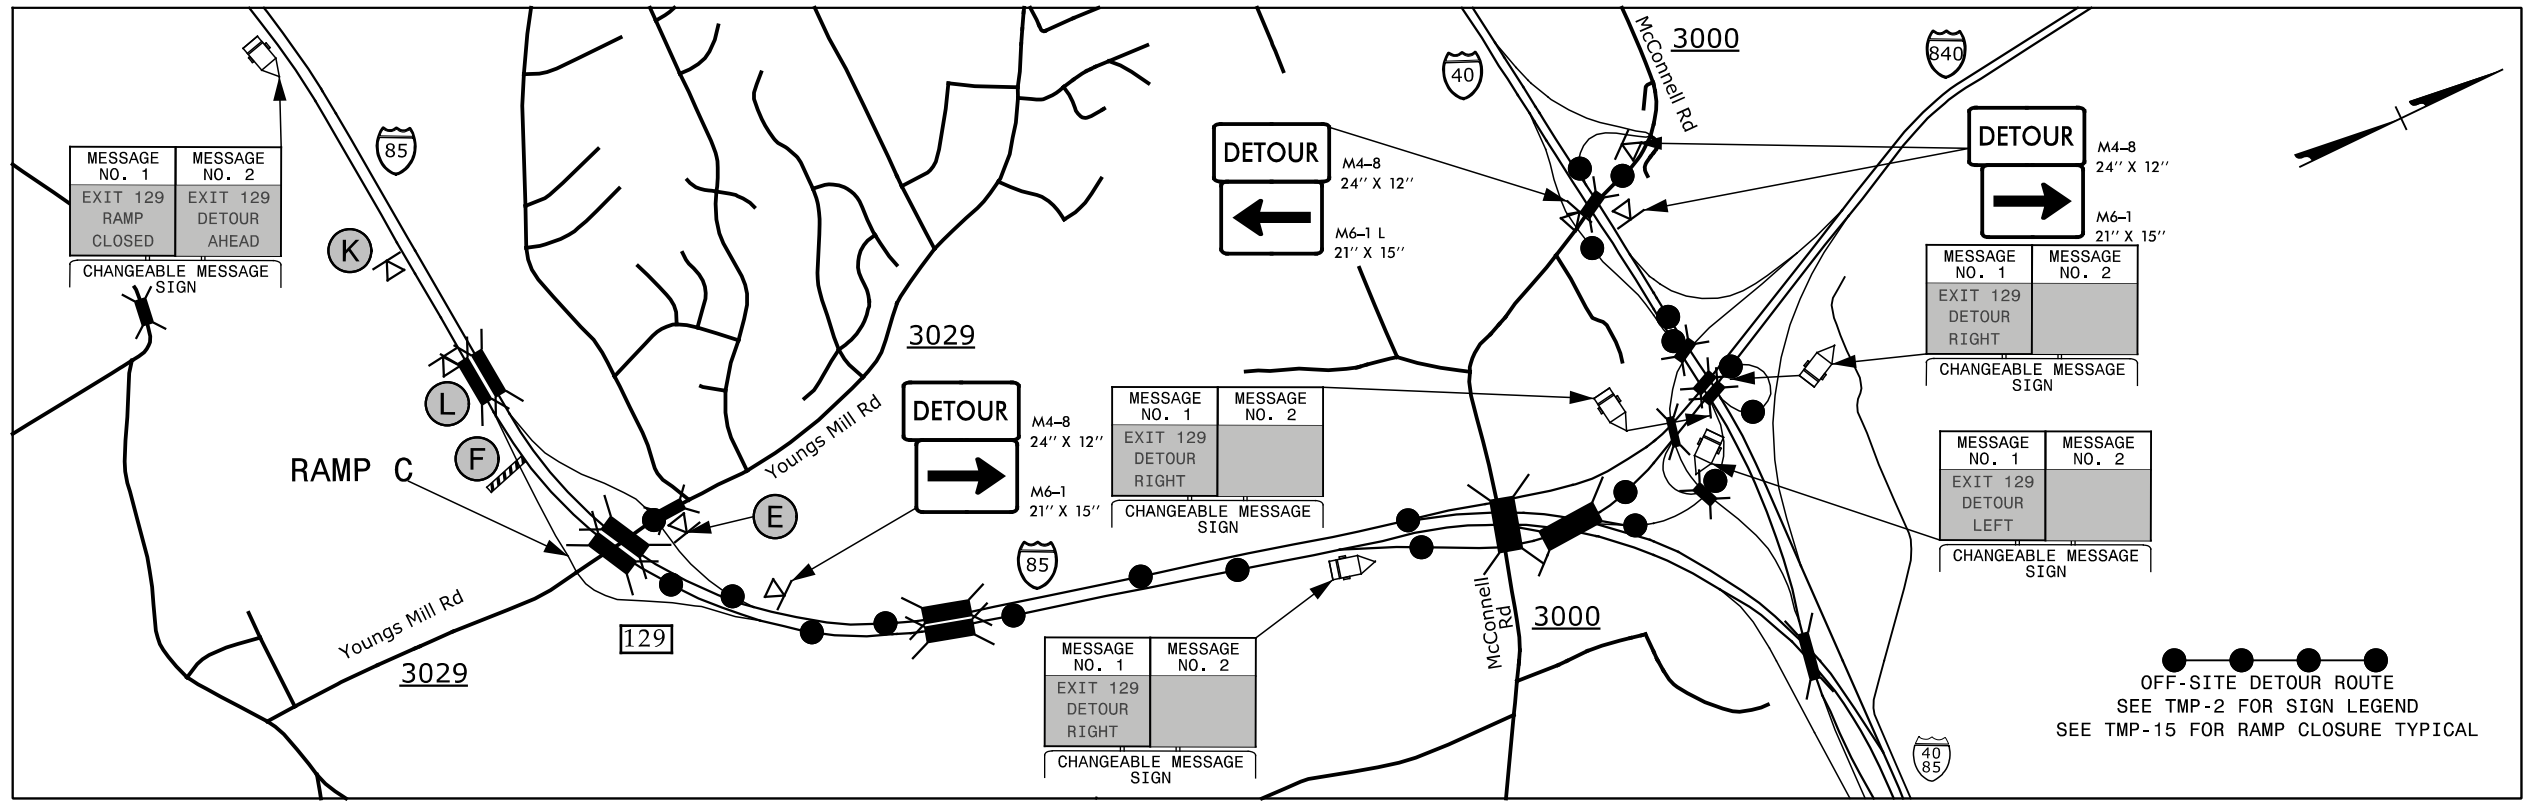 McConnell Rd
3000
40
840
85
MESSAGE NO. 1
MESSAGE NO. 2
EXIT 129 RAMP CLOSED
EXIT 129 DETOUR AHEAD
CHANGEABLE MESSAGE
SIGN
K
L
F
RAMP C
E
DETOUR
M4-8
24'' X 12''
M6-1 L
21'' X 15''
DETOUR
M4-8
24'' X 12''
M6-1
21'' X 15''
MESSAGE NO. 1
MESSAGE NO. 2
EXIT 129
DETOUR
RIGHT
CHANGEABLE MESSAGE
SIGN
3029
Youngs Mill Rd
DETOUR
M4-8
24'' X 12''
M6-1
21'' X 15''
MESSAGE NO. 1
MESSAGE NO. 2
EXIT 129
DETOUR
RIGHT
CHANGEABLE MESSAGE
SIGN
MESSAGE NO. 1
MESSAGE NO. 2
EXIT 129
DETOUR
LEFT
CHANGEABLE MESSAGE
SIGN
85
Youngs Mill Rd
3029
129
McConnell
Rd
3000
MESSAGE NO. 1
MESSAGE NO. 2
EXIT 129
DETOUR
RIGHT
CHANGEABLE MESSAGE
SIGN
40
85
OFF-SITE DETOUR ROUTE
SEE TMP-2 FOR SIGN LEGEND
SEE TMP-15 FOR RAMP CLOSURE TYPICAL